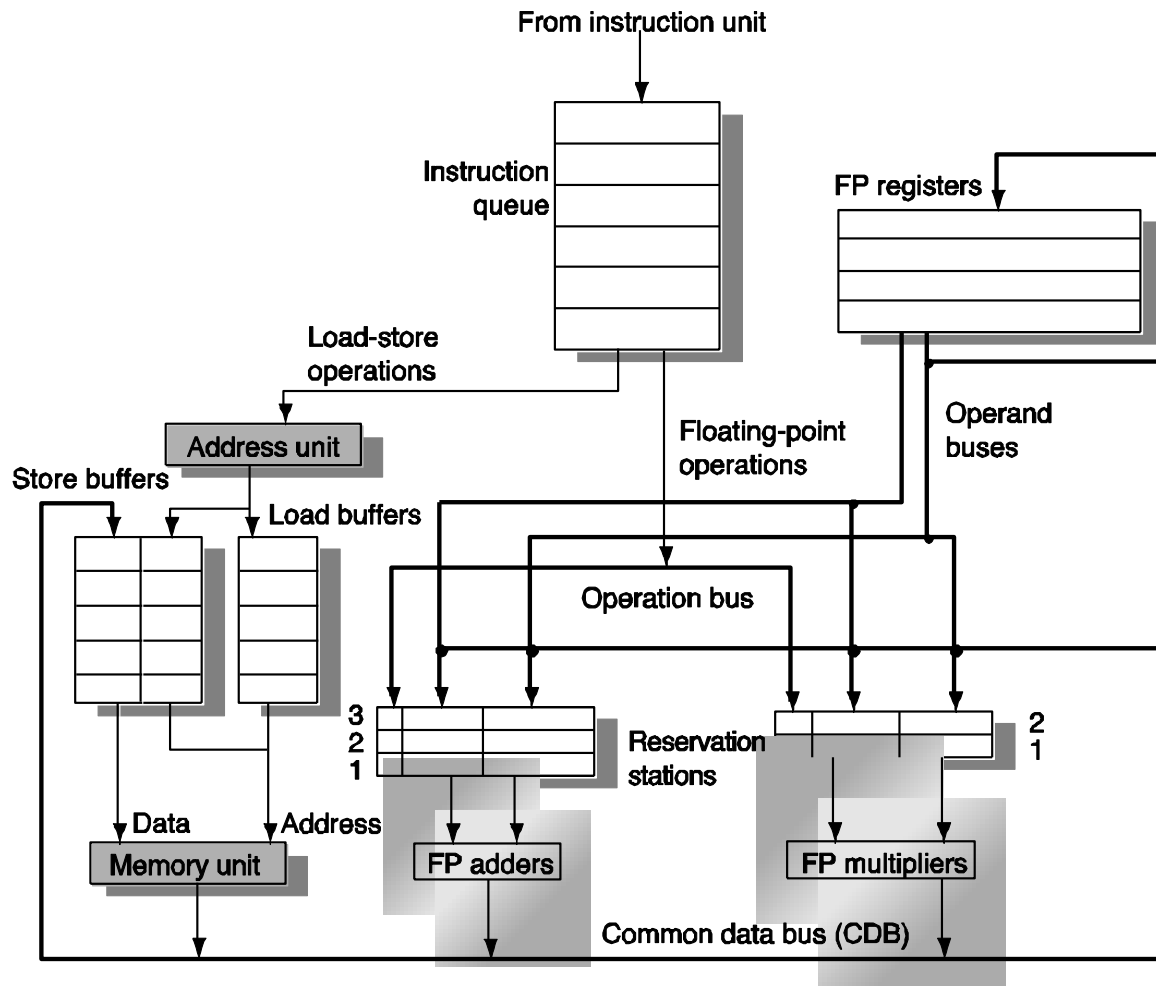 From instruction unit
Instruction
queue
FP registers
Load-store
operations
Address unit
Floating-point
operations
Operand
buses
Store buffers
Load buffers
Operation bus
3
2
1
Reservation
stations
2
1
Data
Address
Memory unit
FP adders
FP multipliers
Common data bus (CDB)